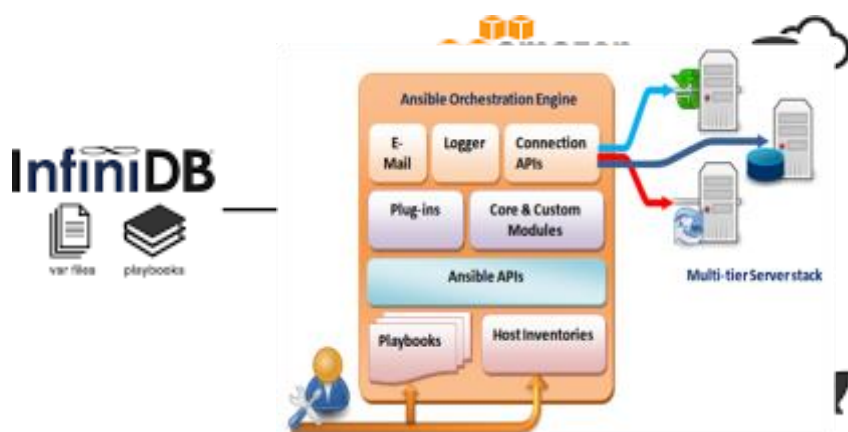 InfiniDB
var files
playbooks
Ansible Orchestration Engine
E-
Mail
Logger
Connection
APIs
Plug-ins
Core & Custom
Modules
Ansible APIs
Playbooks
Host Inventories
Multi-tier Server stack